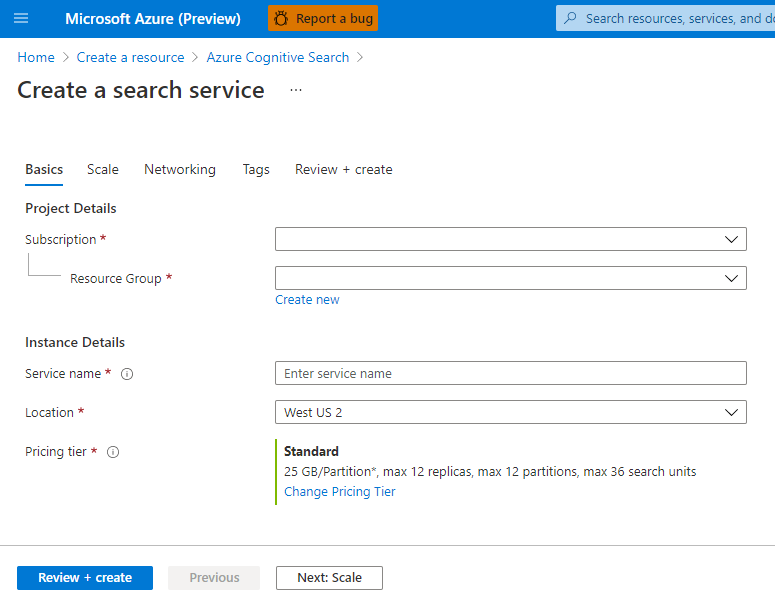 Microsoft Azure (Preview) Report a bug Search resources, services, and do
Home > Create a resource > Azure Cognitive Search >
Create a search service ...
Basics Scale Networking Tags Review + create
Project Details
Subscription *
Resource Group *
Create new
Instance Details
Service name * Enter service name
Location * West US 2
Pricing tier * Standard
25 GB/Partition*, max 12 replicas, max 12 partitions, max 36 search units
Change Pricing Tier
Review + create Previous Next: Scale